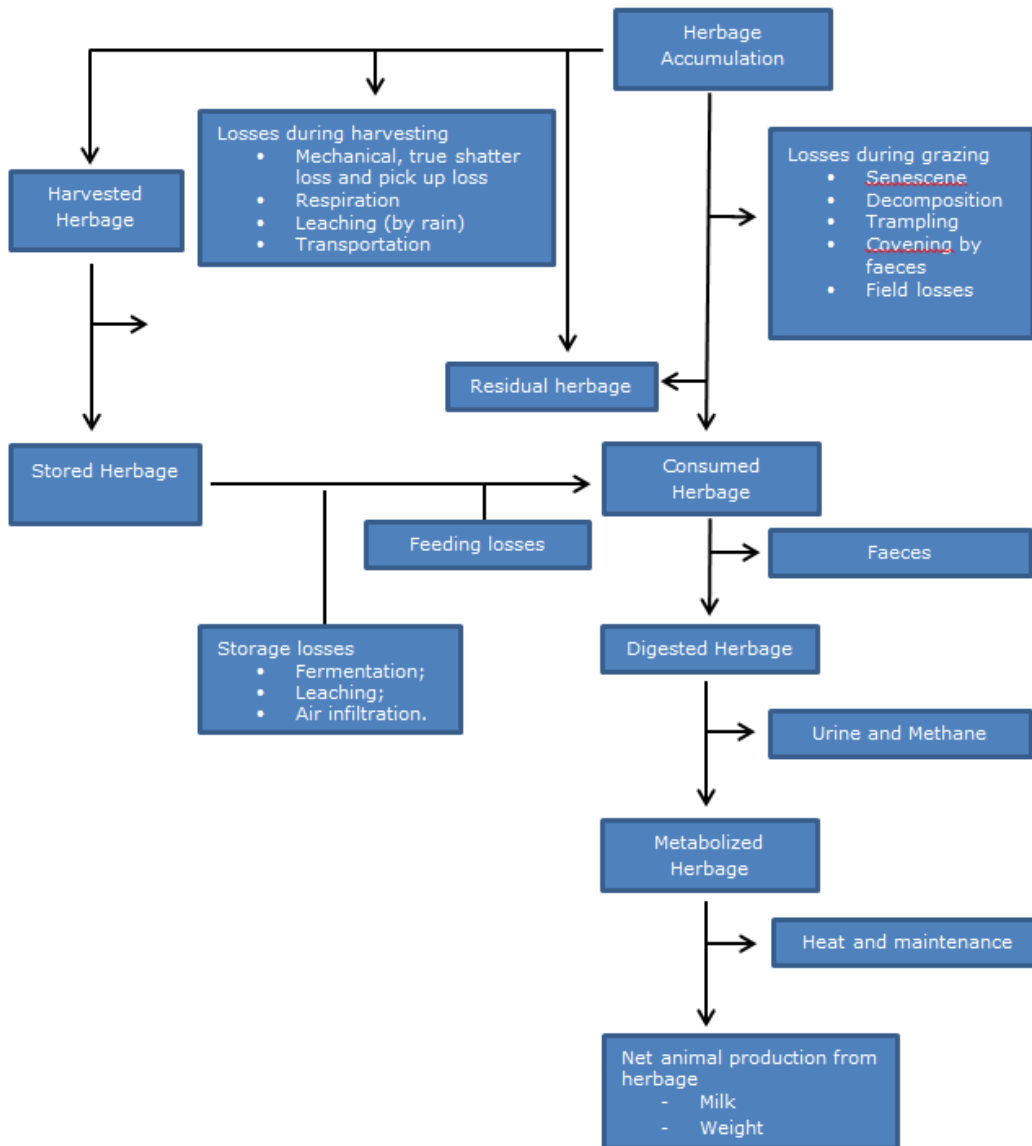 Herbage
Accumulation
Losses during harvesting
• Mechanical, true shatter
loss and pick up loss
• Respiration
• Leaching (by rain)
• Transportation
Losses during grazing
• Senescene
• Decomposition
• Trampling
• Covening by
faeces
• Field losses
Harvested
Herbage
Residual herbage
Stored Herbage
Consumed
Herbage
Feeding losses
Faeces
Storage losses
• Fermentation;
• Leaching;
• Air infiltration.
Digested Herbage
Urine and Methane
Metabolized
Herbage
Heat and maintenance
Net animal production from
herbage
- Milk
- Weight